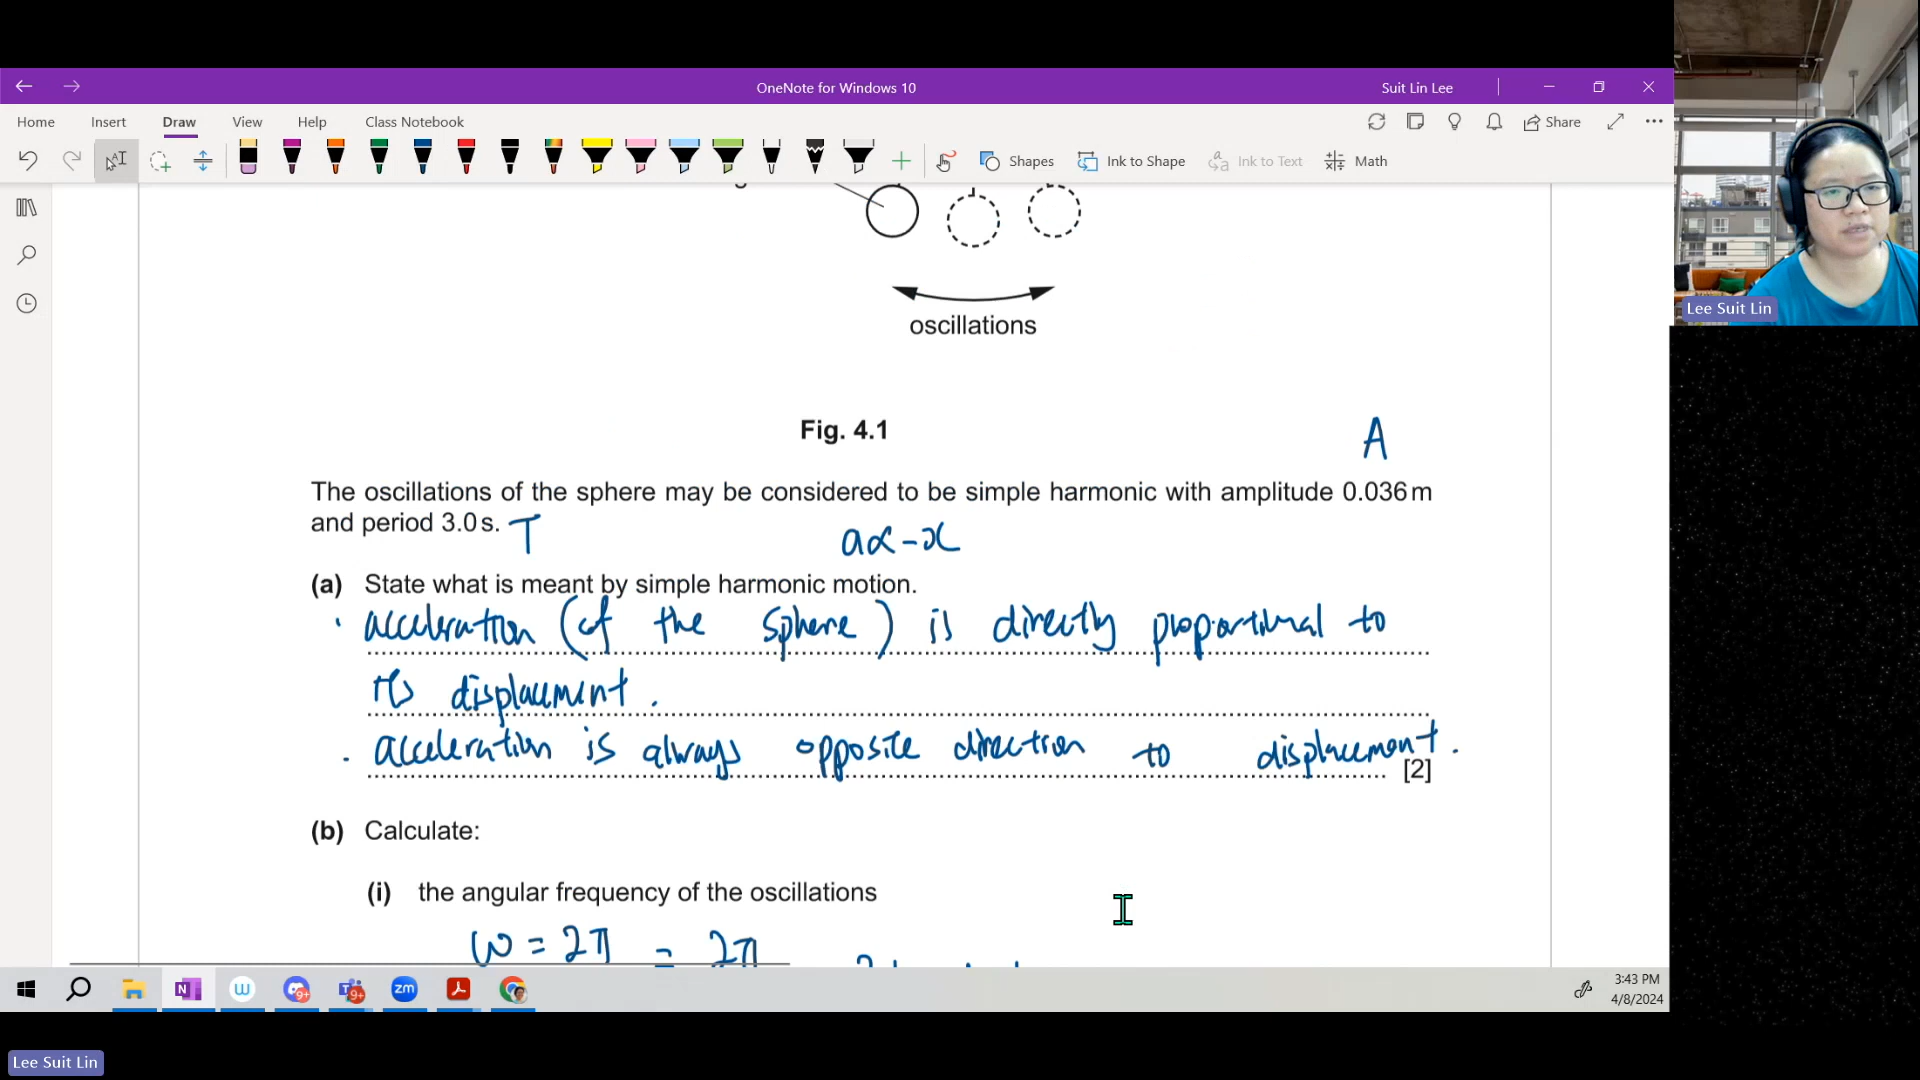 OneNote for Windows 10
Suit Lin Lee
Home Insert Draw View Help Class Notebook
Share
Shapes Ink to Shape Ink to Text Math
oscillations
Fig. 4.1
A
The oscillations of the sphere may be considered to be simple harmonic with amplitude 0.036 m
and period 3.0 s. T
a ∝ -x
(a) State what is meant by simple harmonic motion.
· acceleration (of the sphere) is directly proportional to
its displacement.
· acceleration is always opposite direction to displacement.
[2]
(b) Calculate:
(i) the angular frequency of the oscillations
ω = 2π = 2π
3:43 PM
4/8/2024
Lee Suit Lin
Lee Suit Lin